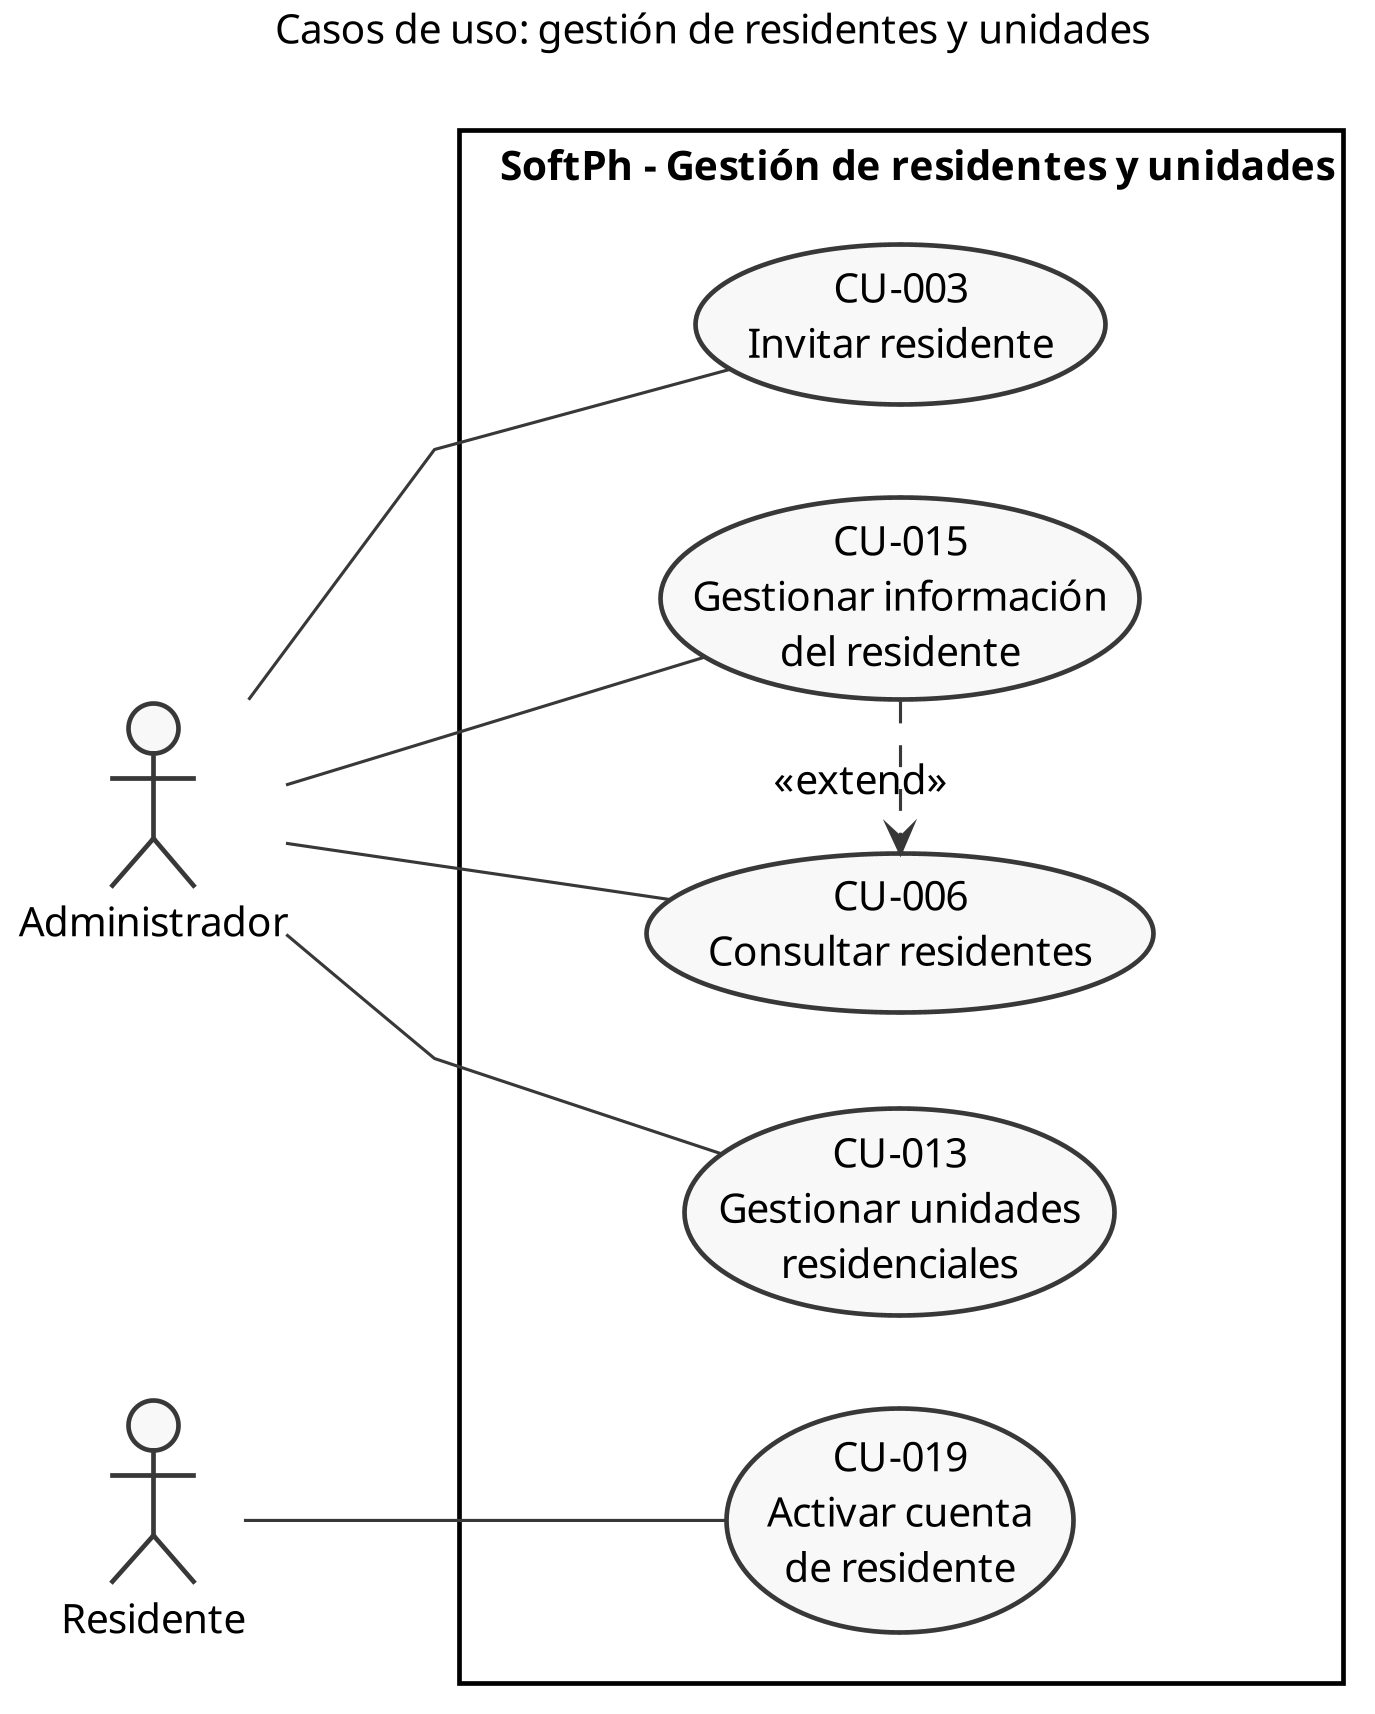 Casos de uso: gestión de residentes y unidades
SoftPh - Gestión de residentes y unidades
CU-003
Invitar residente
CU-015
Gestionar información
del residente
«extend»
CU-006
Consultar residentes
Administrador
CU-013
Gestionar unidades
residenciales
CU-019
Activar cuenta
de residente
Residente